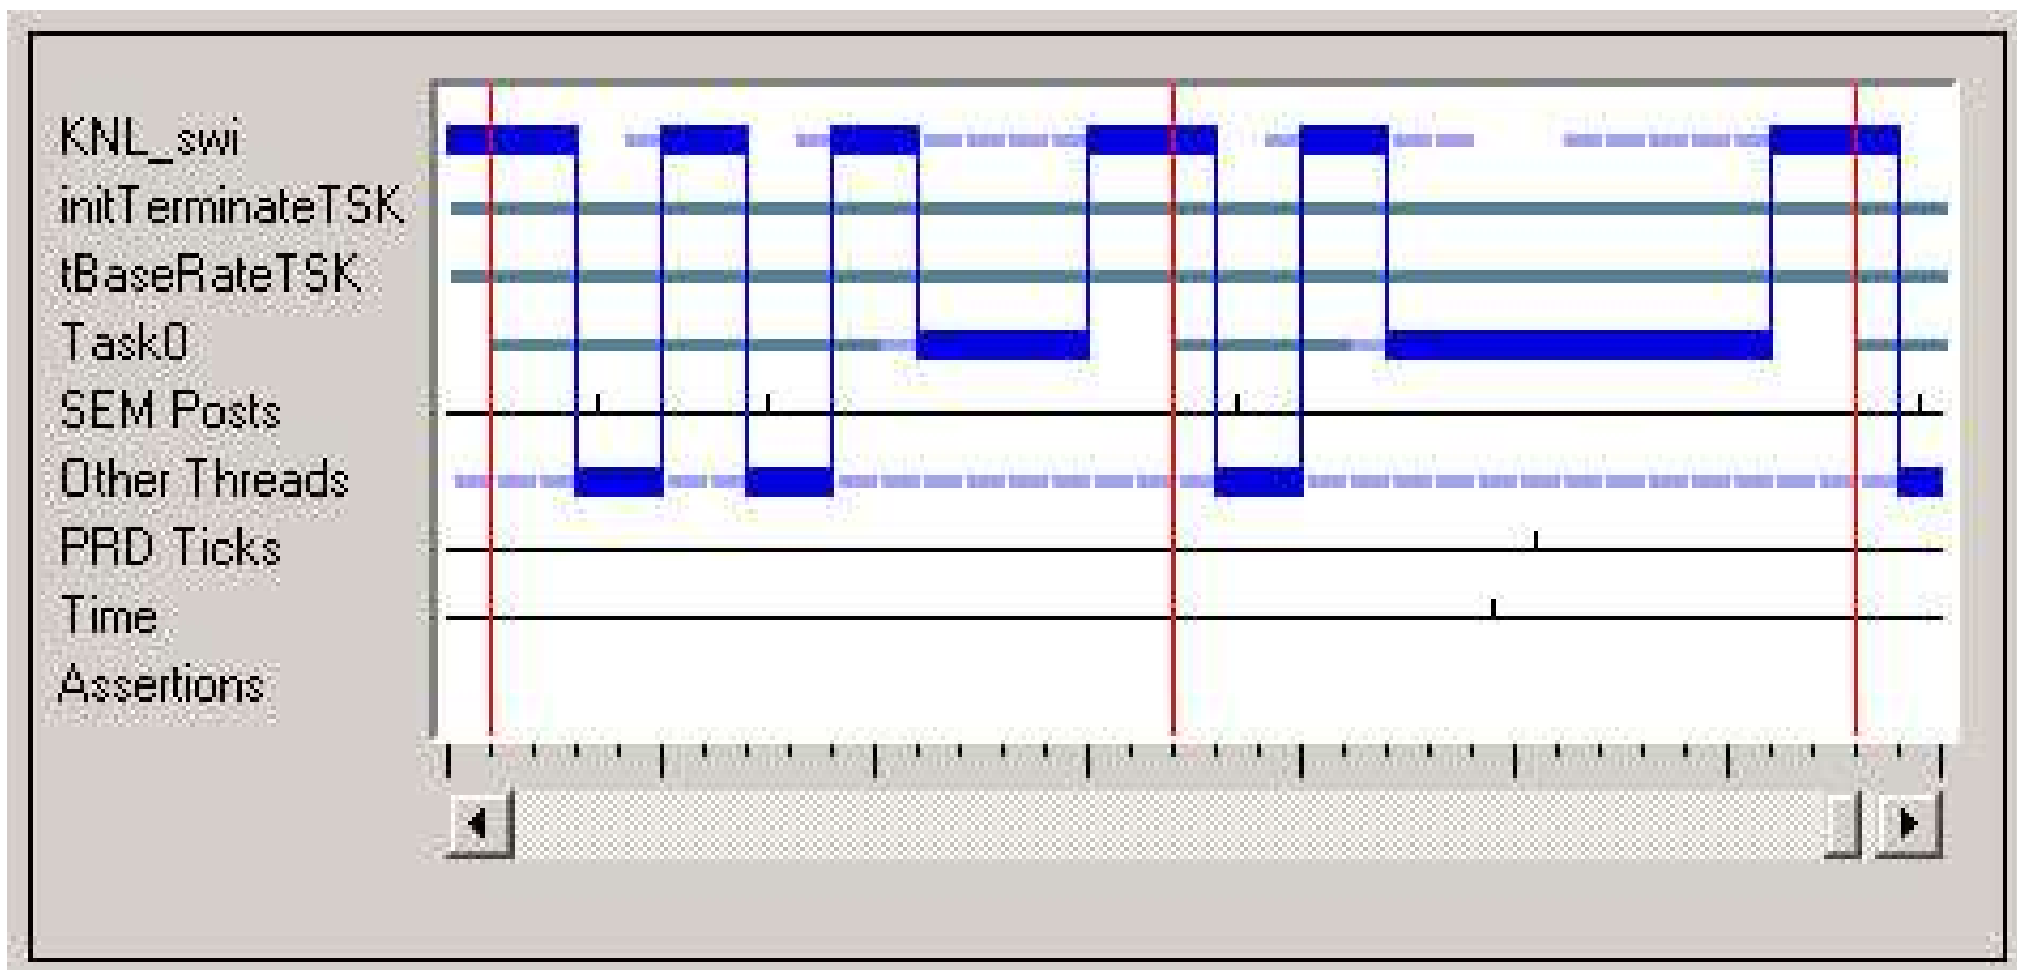 KNL_swi
initTerminateTSK
tBaseRateTSK
Task0
SEM Posts
Other Threads
PRD Ticks
Time
Assertions